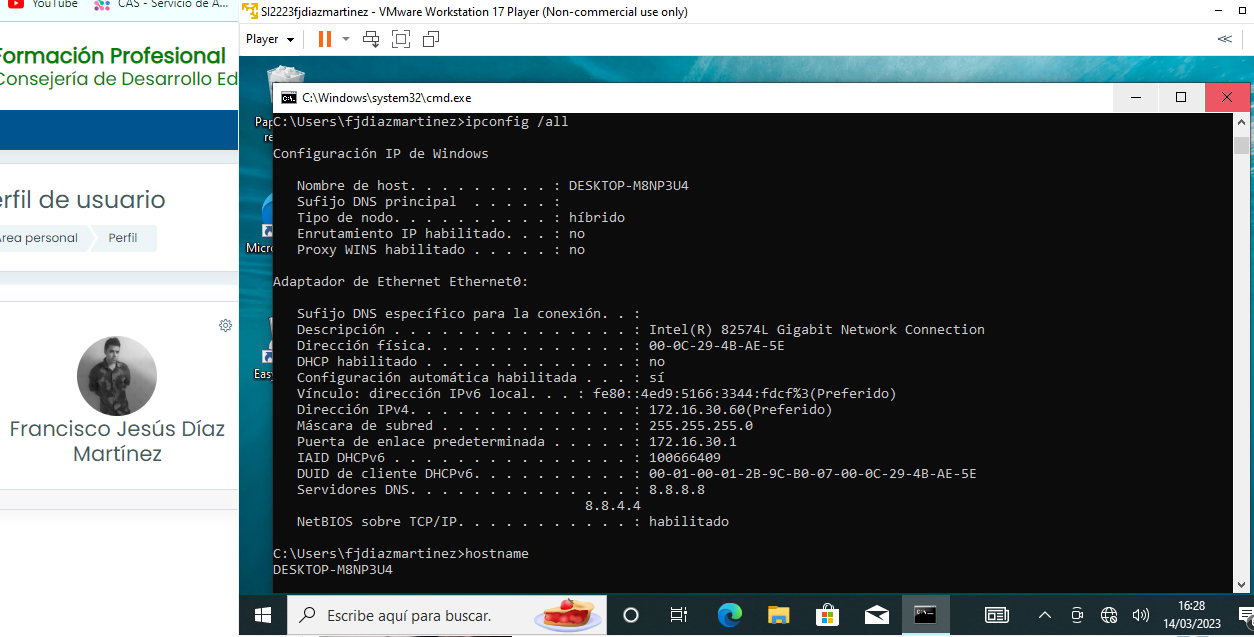 YouTube
CAS - Servicio de A...
Formación Profesional
Consejería de Desarrollo Ed
erfil de usuario
Área personal
Perfil
Francisco Jesús Díaz
Martínez
SI2223fjdiazmartinez - VMware Workstation 17 Player (Non-commercial use only)
Player
Pap
re
Micro
Easy
C:\Windows\system32\cmd.exe
C:\Users\fjdiazmartinez>ipconfig /all
Configuración IP de Windows
Nombre de host. . . . . . . . . : DESKTOP-M8NP3U4
Sufijo DNS principal  . . . . . :
Tipo de nodo. . . . . . . . . . : híbrido
Enrutamiento IP habilitado. . . : no
Proxy WINS habilitado . . . . . : no
Adaptador de Ethernet Ethernet0:
Sufijo DNS específico para la conexión. . :
Descripción . . . . . . . . . . . . . . . : Intel(R) 82574L Gigabit Network Connection
Dirección física. . . . . . . . . . . . . : 00-0C-29-4B-AE-5E
DHCP habilitado . . . . . . . . . . . . . : no
Configuración automática habilitada . . . : sí
Vínculo: dirección IPv6 local. . . : fe80::4ed9:5166:3344:fdcf%3(Preferido)
Dirección IPv4. . . . . . . . . . . . . . : 172.16.30.60(Preferido)
Máscara de subred . . . . . . . . . . . . : 255.255.255.0
Puerta de enlace predeterminada . . . . . : 172.16.30.1
IAID DHCPv6 . . . . . . . . . . . . . . . : 100666409
DUID de cliente DHCPv6. . . . . . . . . . : 00-01-00-01-2B-9C-B0-07-00-0C-29-4B-AE-5E
Servidores DNS. . . . . . . . . . . . . . : 8.8.8.8
8.8.4.4
NetBIOS sobre TCP/IP. . . . . . . . . . . : habilitado
C:\Users\fjdiazmartinez>hostname
DESKTOP-M8NP3U4
Escribe aquí para buscar.
16:28
14/03/2023